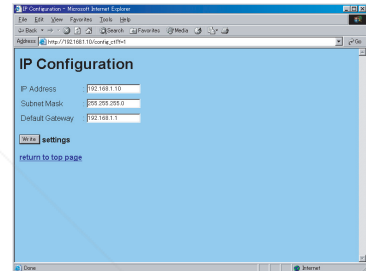 IP Configuration - Microsoft Internet Explorer
File Edit View Favorites Tools Help
Back Search Favorites Media
Address http://192.168.1.10/config_ctl?f=1 Go
IP Configuration
IP Address : 192.168.1.10
Subnet Mask : 255.255.255.0
Default Gateway : 192.168.1.1
Write settings
return to top page
Done Internet